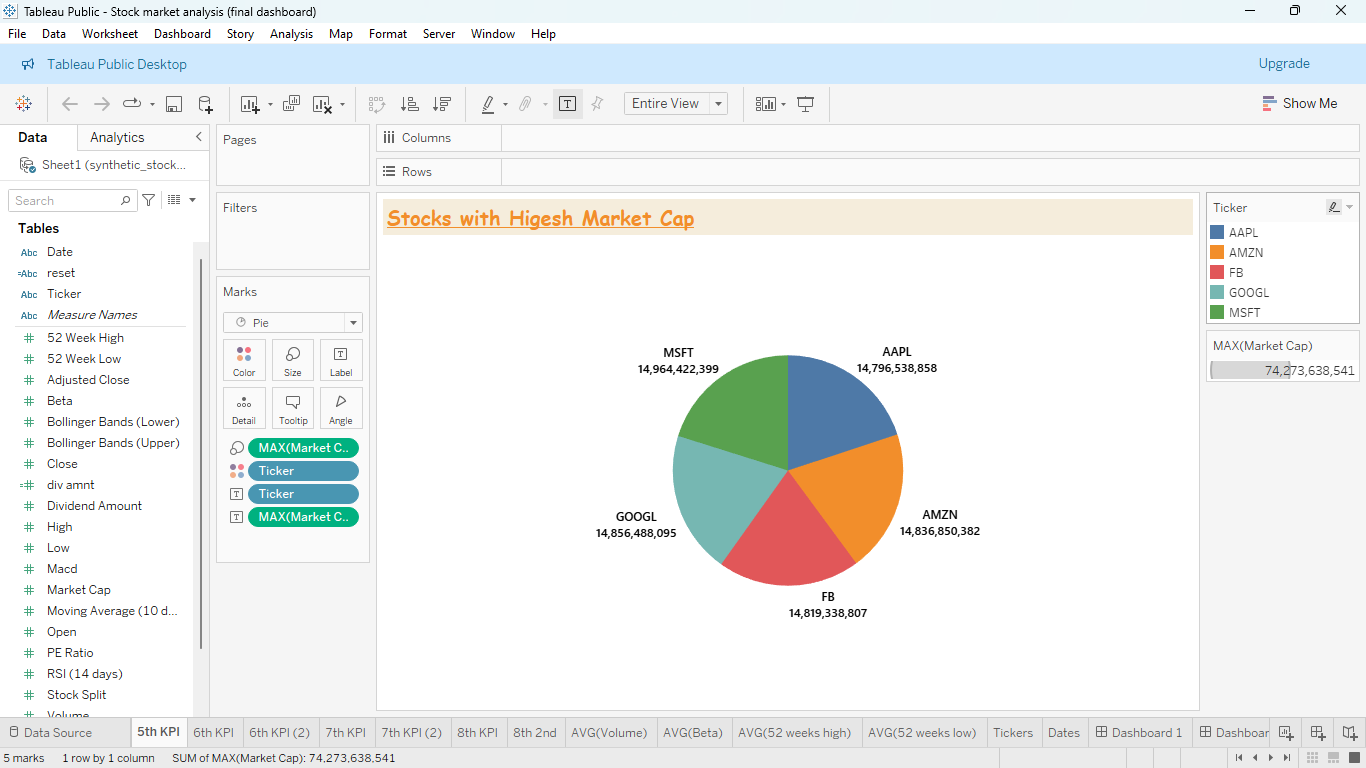 Tableau Public - Stock market analysis (final dashboard)
File Data Worksheet Dashboard Story Analysis Map Format Server Window Help
Tableau Public Desktop
Upgrade
Entire View
Show Me
Data
Analytics
Sheet1 (synthetic_stock...
Search
Tables
Abc Date
=Abc reset
Abc Ticker
Abc Measure Names
52 Week High
52 Week Low
Adjusted Close
Beta
Bollinger Bands (Lower)
Bollinger Bands (Upper)
Close
div amnt
Dividend Amount
High
Low
Macd
Market Cap
Moving Average (10 d...
Open
PE Ratio
RSI (14 days)
Stock Split
Volume
Pages
Filters
Marks
Pie
Color
Size
Label
Detail
Tooltip
Angle
MAX(Market C..
Ticker
Ticker
MAX(Market C..
Columns
Rows
Stocks with Higesh Market Cap
MSFT
14,964,422,399
AAPL
14,796,538,858
GOOGL
14,856,488,095
AMZN
14,836,850,382
FB
14,819,338,807
Ticker
AAPL
AMZN
FB
GOOGL
MSFT
MAX(Market Cap)
74,273,638,541
Data Source
5th KPI
6th KPI
6th KPI (2)
7th KPI
7th KPI (2)
8th KPI
8th 2nd
AVG(Volume)
AVG(Beta)
AVG(52 weeks high)
AVG(52 weeks low)
Tickers
Dates
Dashboard 1
Dashboar
5 marks 1 row by 1 column SUM of MAX(Market Cap): 74,273,638,541